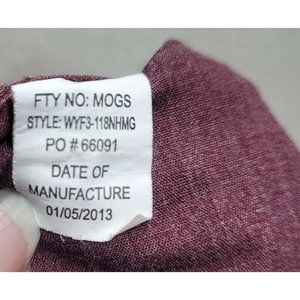 FTY NO: MOGS
STYLE: WYF3-118NHMG
PO # 66091
DATE OF
MANUFACTURE
01/05/2013